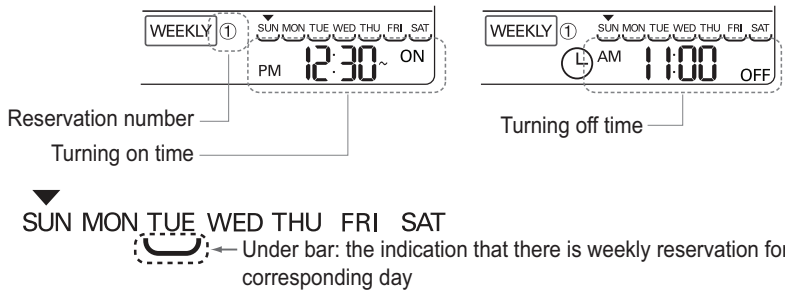 WEEKLY ① SUN MON TUE WED THU FRI SAT
PM 12:30~ ON
WEEKLY ① SUN MON TUE WED THU FRI SAT
AM 11:00 OFF
Reservation number
Turning on time
Turning off time
SUN MON TUE WED THU FRI SAT
Under bar: the indication that there is weekly reservation for
corresponding day